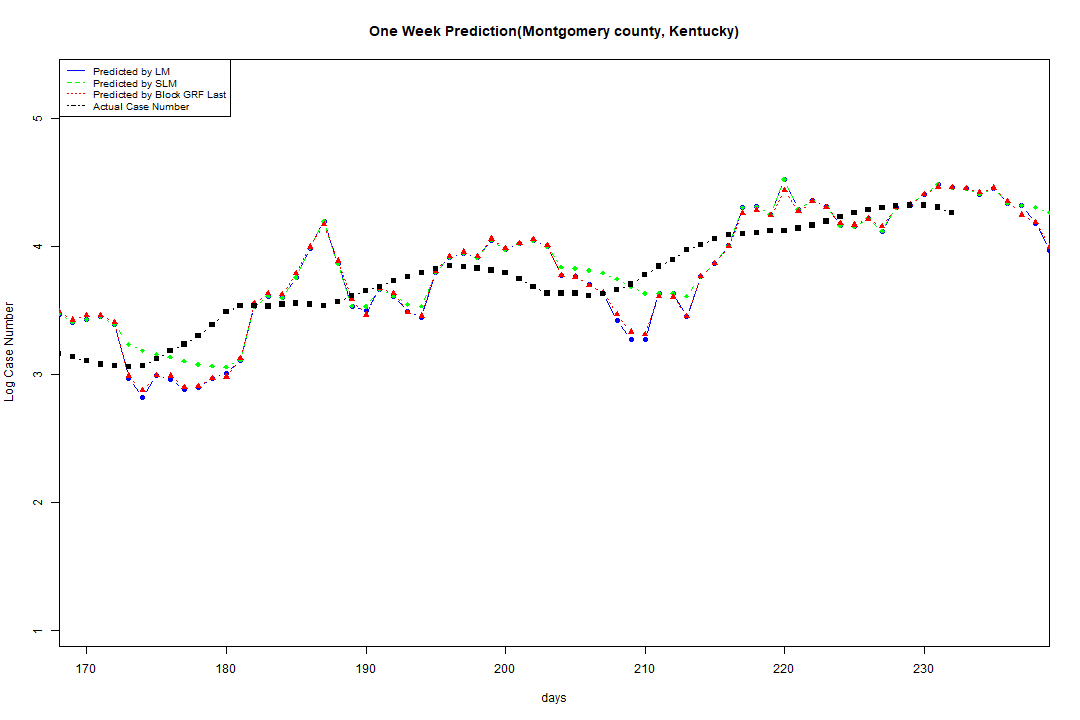 One Week Prediction(Montgomery county, Kentucky)
Predicted by LM
Predicted by SLM
Predicted by Block GRF Last
Actual Case Number
5
4
3
2
1
Log Case Number
170 180 190 200 210 220 230
days